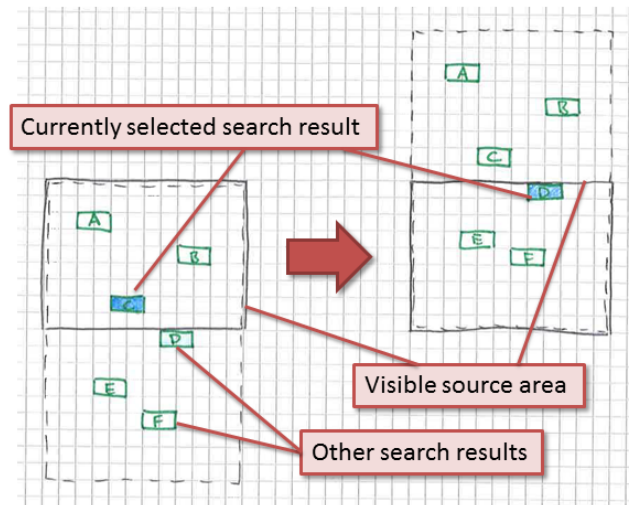 A
B
Currently selected search result
C
D
A
E
B
F
C
D
Visible source area
E
F
Other search results